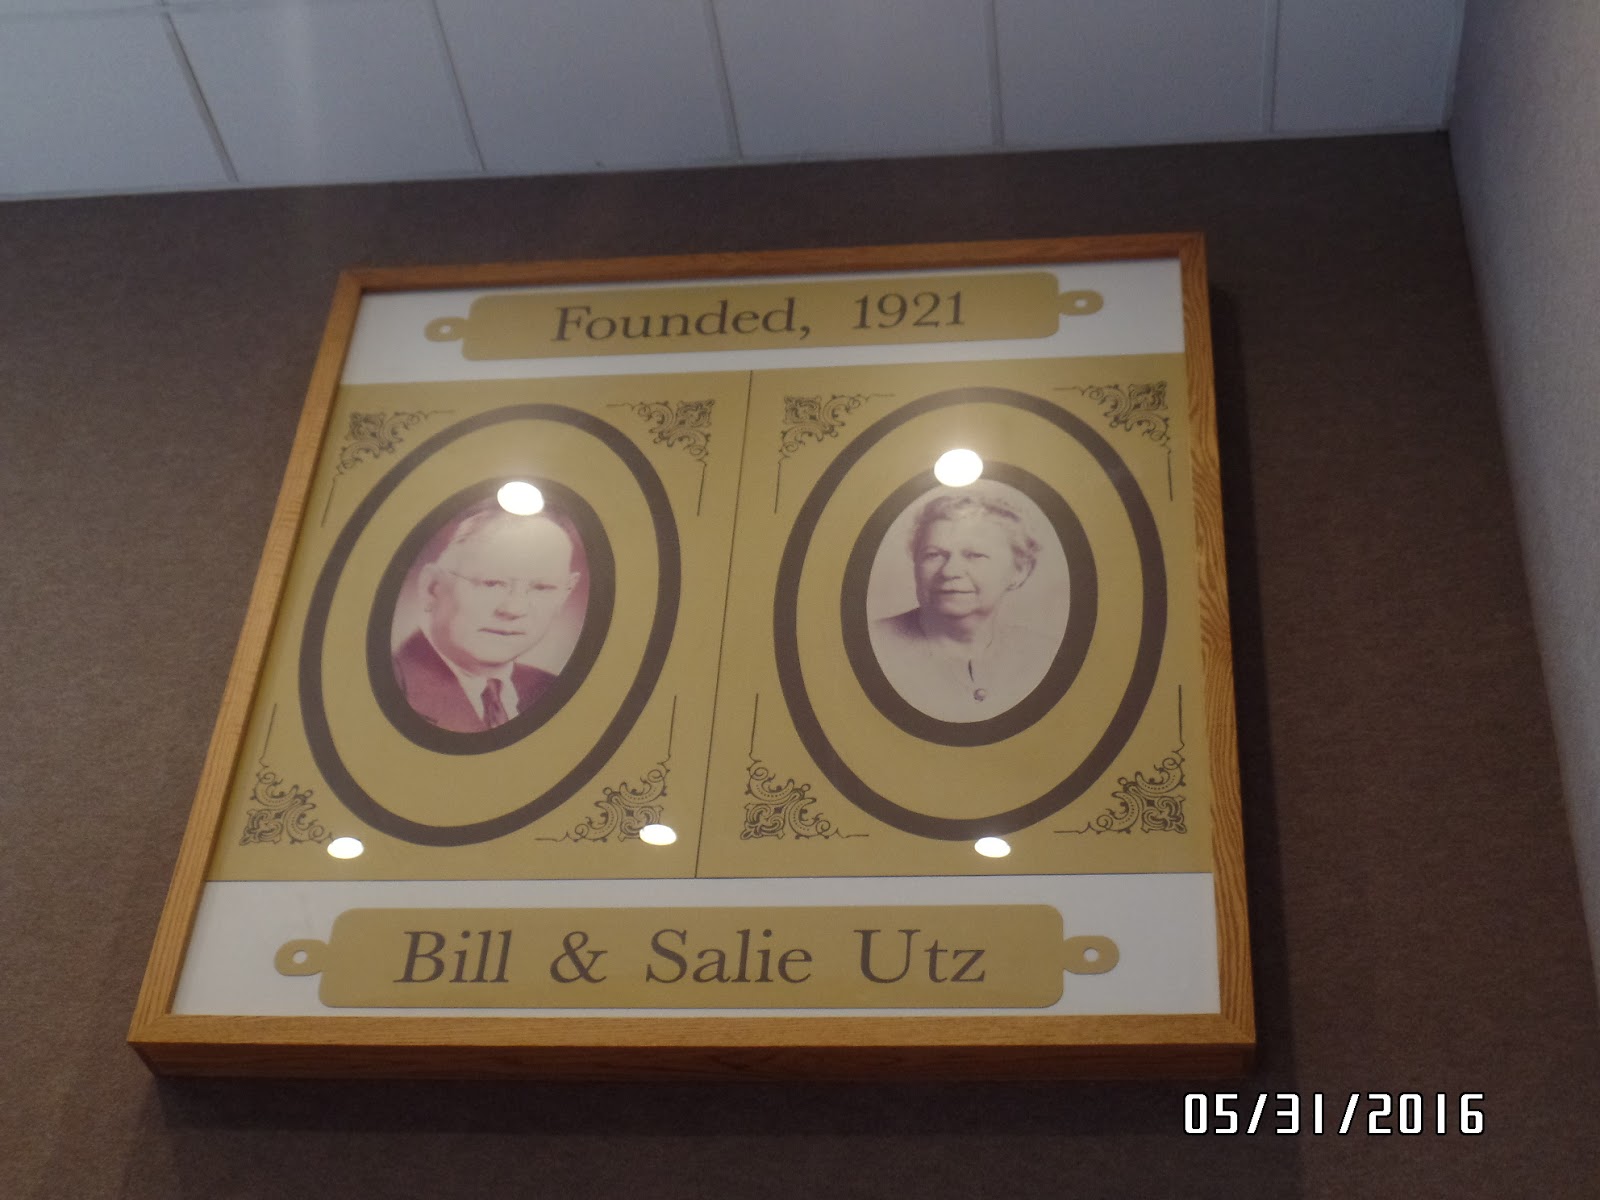 Founded, 1921
Bill & Salie Utz
05/31/2016